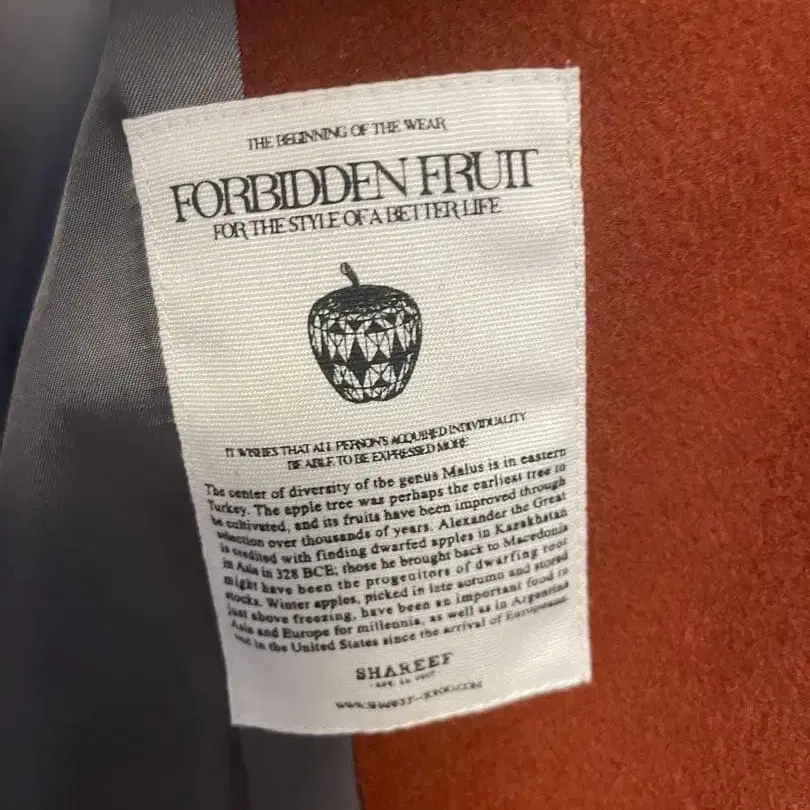 THE BEGINNING OF THE WEAR
FORBIDDEN FRUIT
FOR THE STYLE OF A BETTER LIFE
IT WISHES THAT ALL PERSON'S ACQUIRED INDIVIDUALITY
BE ABLE TO BE EXPRESSED MORE
The center of diversity of the genus Malus is in eastern
Turkey. The apple tree was perhaps the earliest tree to
be cultivated, and its fruits have been improved through
selection over thousands of years. Alexander the Great
is credited with finding dwarfed apples in Kazakhstan
in Asia in 328 BCE; those he brought back to Macedonia
might have been the progenitors of dwarfing root
stocks. Winter apples, picked in late autumn and stored
just above freezing, have been an important food in
Asia and Europe for millennia, as well as in Argentina
and in the United States since the arrival of Europeans.
SHAREEF